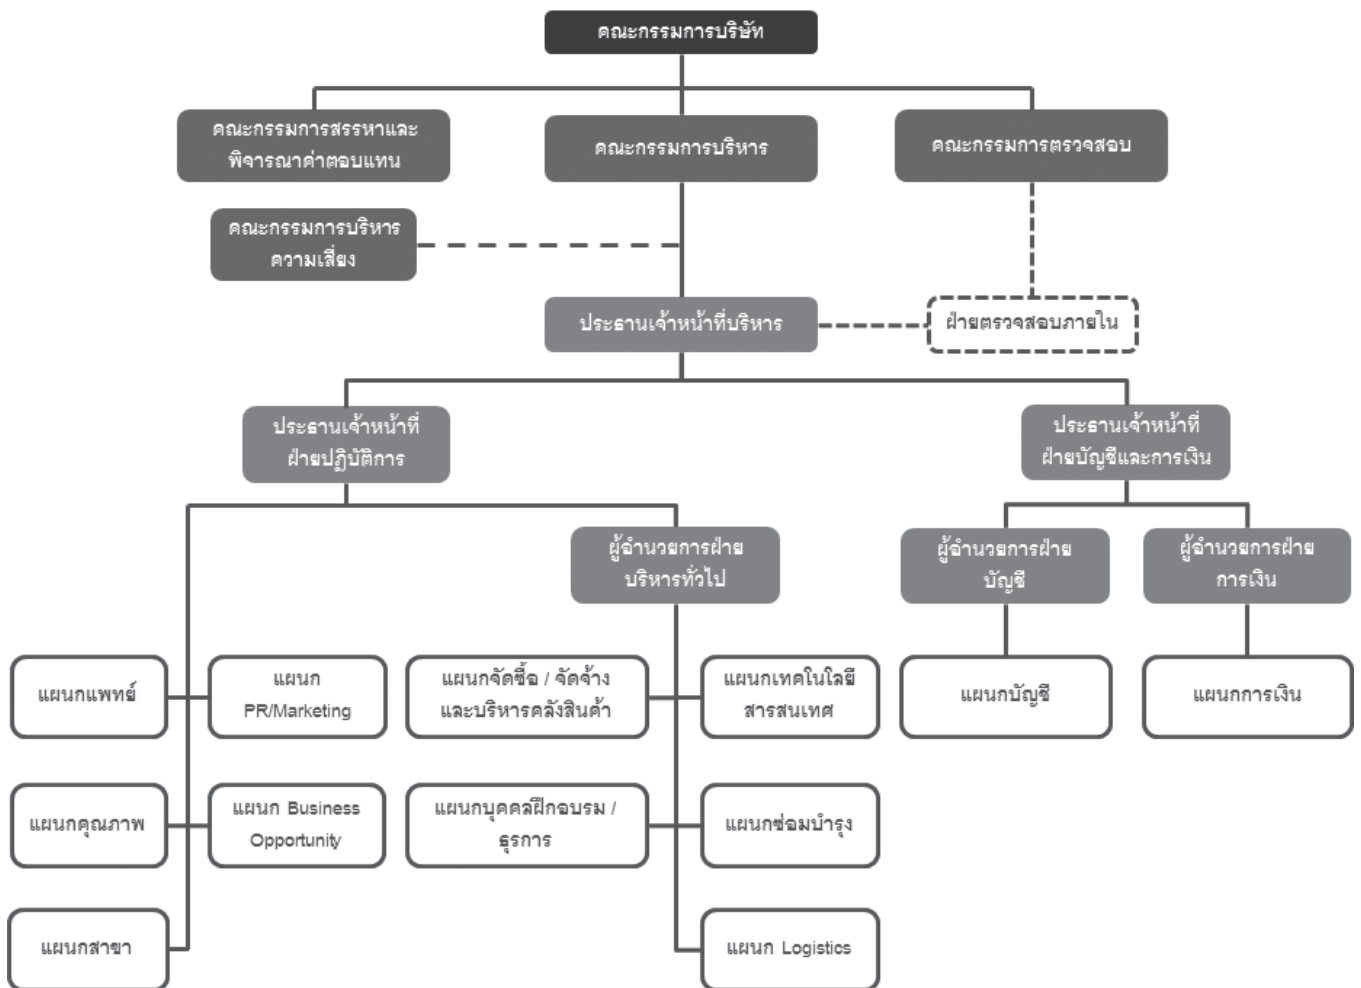 คณะกรรมการบริษัท
คณะกรรมการสรรหาและ
พิจารณาค่าตอบแทน
คณะกรรมการบริหาร
คณะกรรมการตรวจสอบ
คณะกรรมการบริหาร
ความเสี่ยง
ประธานเจ้าหน้าที่บริหาร
ฝ่ายตรวจสอบภายใน
ประธานเจ้าหน้าที่
ฝ่ายปฏิบัติการ
ประธานเจ้าหน้าที่
ฝ่ายบัญชีและการเงิน
ผู้อำนวยการฝ่าย
บริหารทั่วไป
ผู้อำนวยการฝ่าย
บัญชี
ผู้อำนวยการฝ่าย
การเงิน
แผนกแพทย์
แผนก
PR/Marketing
แผนกจัดซื้อ / จัดจ้าง
และบริหารคลังสินค้า
แผนกเทคโนโลยี
สารสนเทศ
แผนกบัญชี
แผนกการเงิน
แผนกคุณภาพ
แผนก Business
Opportunity
แผนกบุคคลฝึกอบรม /
ธุรการ
แผนกซ่อมบำรุง
แผนกสาขา
แผนก Logistics